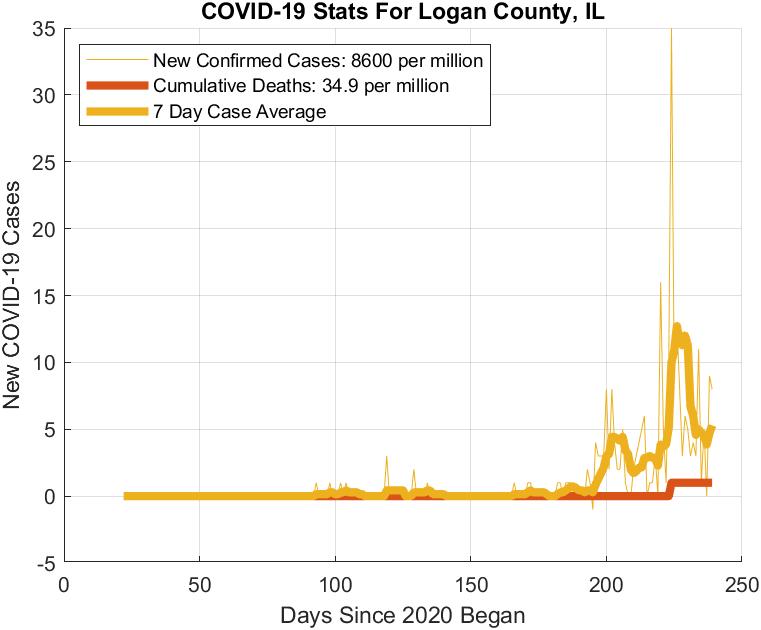 COVID-19 Stats For Logan County, IL
New Confirmed Cases: 8600 per million
Cumulative Deaths: 34.9 per million
7 Day Case Average
New COVID-19 Cases
35
30
25
20
15
10
5
0
-5
0 50 100 150 200 250
Days Since 2020 Began